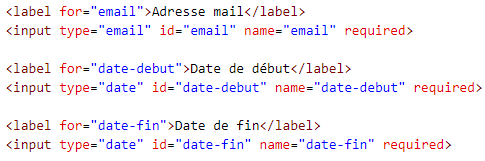 <label for="email">Adresse mail</label>
<input type="email" id="email" name="email" required>
<label for="date-debut">Date de début</label>
<input type="date" id="date-debut" name="date-debut" required>
<label for="date-fin">Date de fin</label>
<input type="date" id="date-fin" name="date-fin" required>